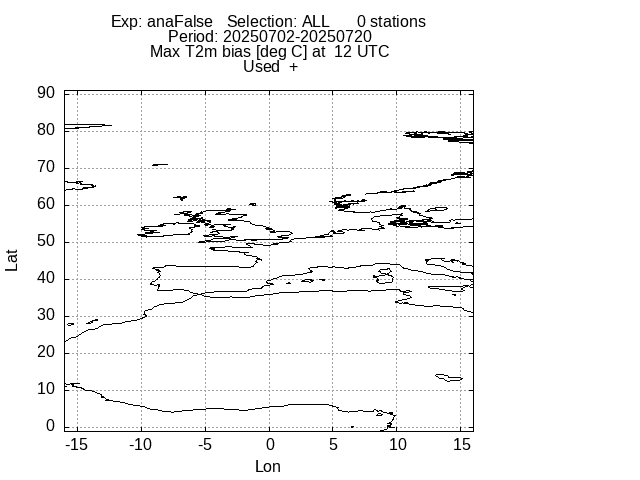 Exp: anaFalse   Selection: ALL      0 stations
Period: 20250702-20250720
Max T2m bias [deg C] at  12 UTC
Used  +
90
80
70
60
50
40
30
20
10
0
Lat
-15 -10 -5 0 5 10 15
Lon